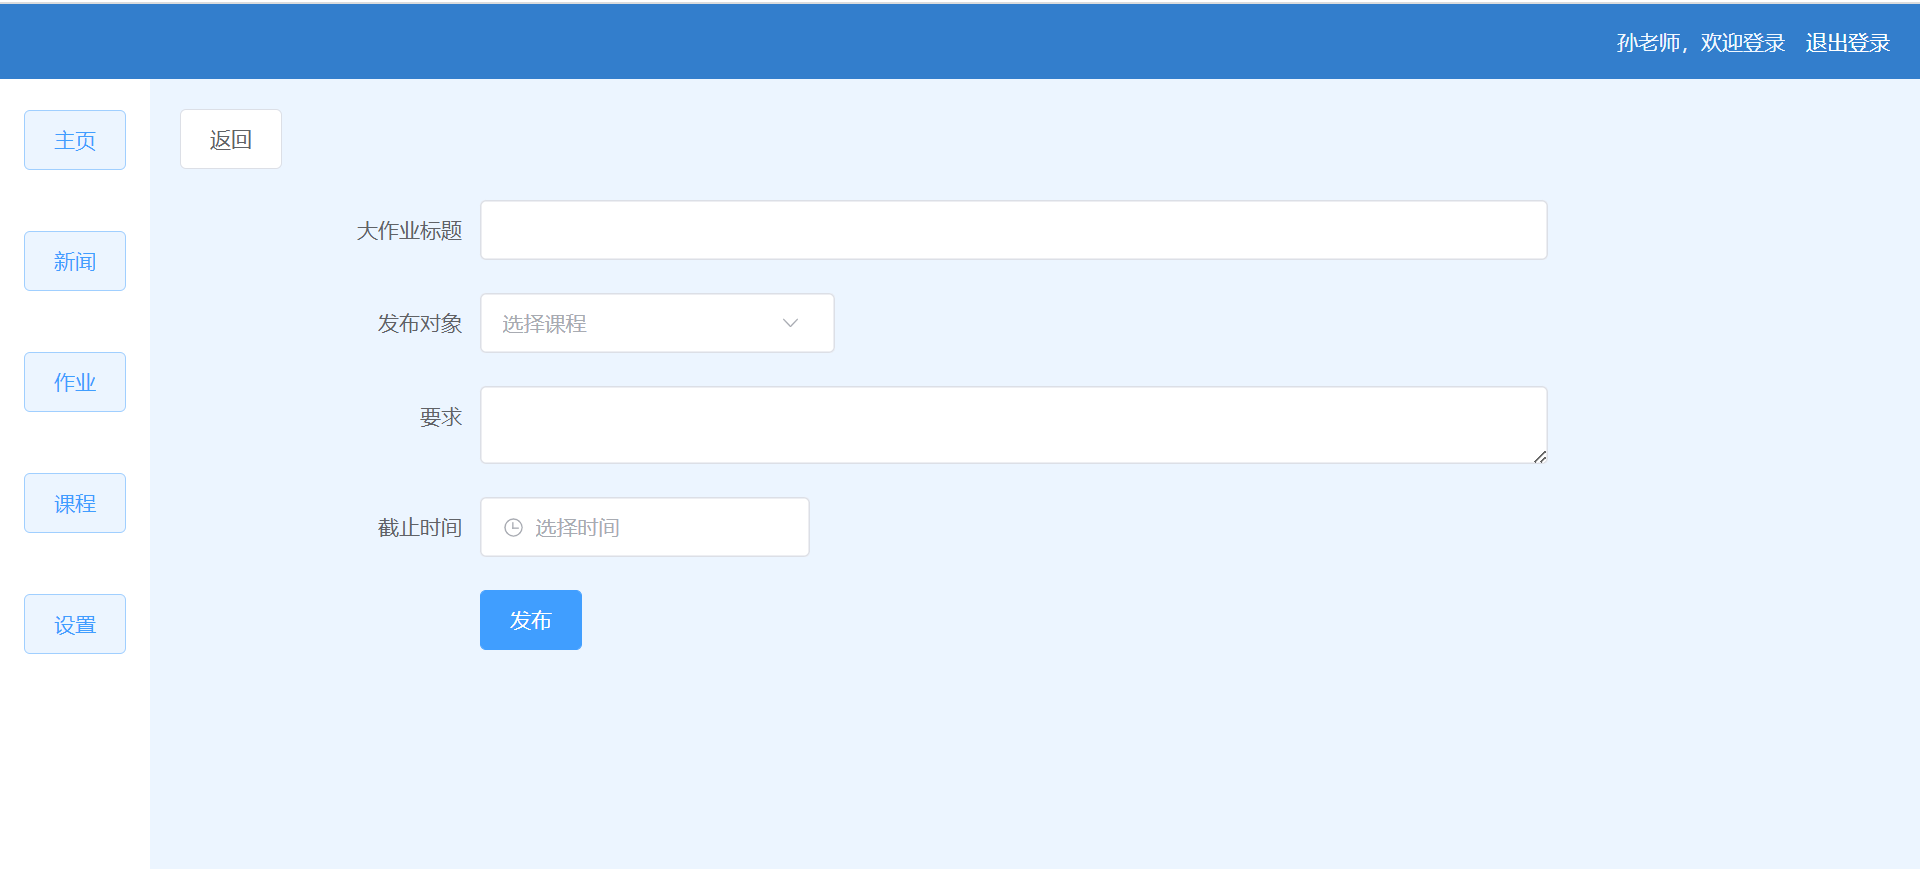 孙老师，欢迎登录 退出登录
主页
新闻
作业
课程
设置
返回
大作业标题
发布对象 选择课程
要求
截止时间 选择时间
发布